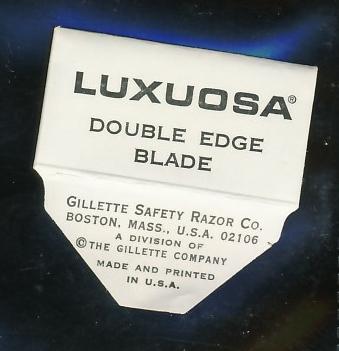 LUXUOSA®
DOUBLE EDGE
BLADE
GILLETTE SAFETY RAZOR CO.
BOSTON, MASS., U.S.A. 02106
A DIVISION OF
© THE GILLETTE COMPANY
MADE AND PRINTED
IN U.S.A.